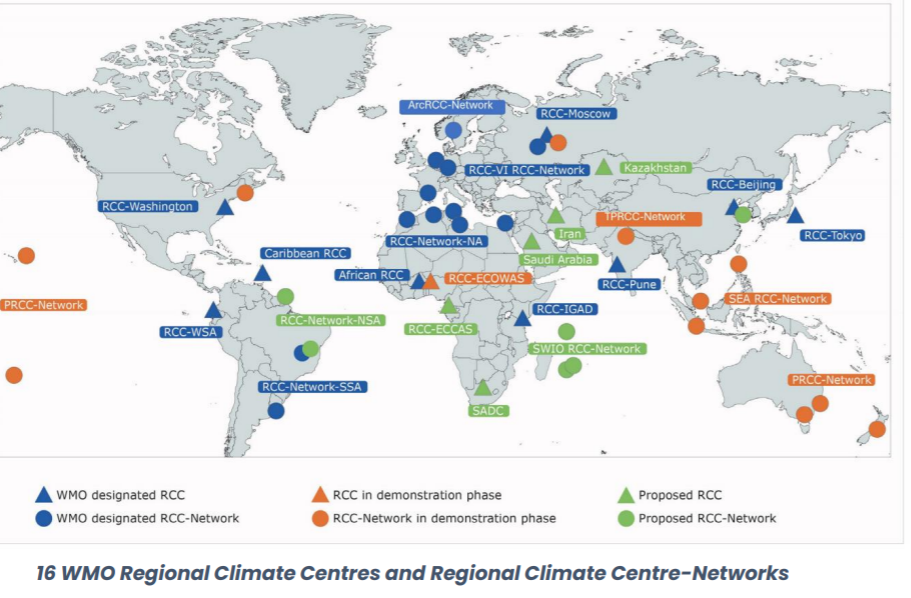 ArcRCC-Network
RCC-Moscow
RCC-VI RCC-Network
Kazakhstan
RCC-Beijing
RCC-Washington
TPRCC-Network
RCC-Tokyo
Iran
RCC-Network-NA
Caribbean RCC
Saudi Arabia
African RCC
RCC-ECOWAS
RCC-Pune
SEA RCC-Network
PRCC-Network
RCC-IGAD
RCC-Network-NSA
RCC-WSA
RCC-ECCAS
SWIO RCC-Network
PRCC-Network
RCC-Network-SSA
SADC
WMO designated RCC
RCC in demonstration phase
Proposed RCC
WMO designated RCC-Network
RCC-Network in demonstration phase
Proposed RCC-Network
16 WMO Regional Climate Centres and Regional Climate Centre-Networks